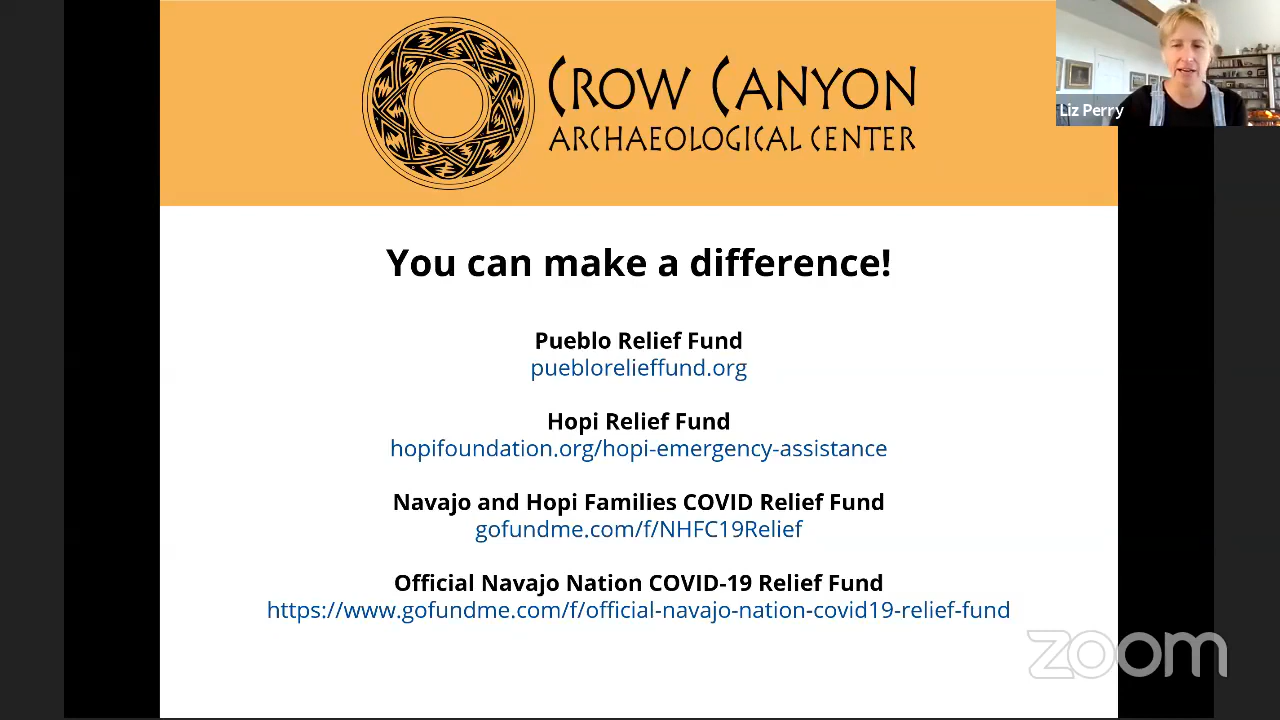 CROW CANYON
ARCHAEOLOGICAL CENTER
Liz Perry
You can make a difference!
Pueblo Relief Fund
pueblorelieffund.org
Hopi Relief Fund
hopifoundation.org/hopi-emergency-assistance
Navajo and Hopi Families COVID Relief Fund
gofundme.com/f/NHFC19Relief
Official Navajo Nation COVID-19 Relief Fund
https://www.gofundme.com/f/official-navajo-nation-covid19-relief-fund
zoom